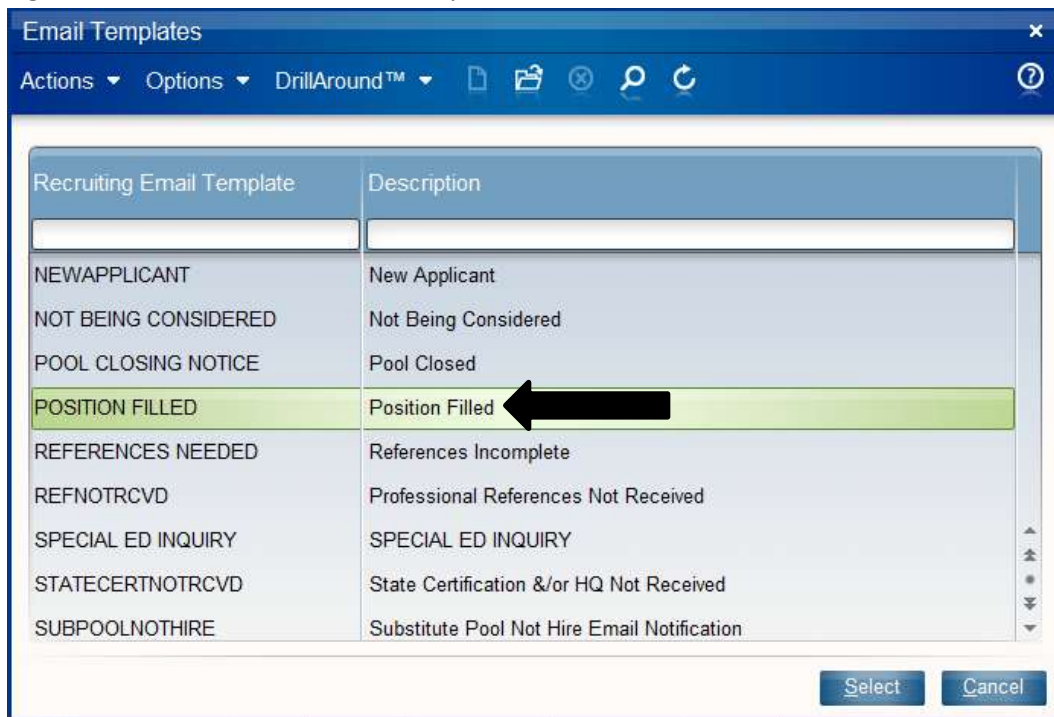 Email Templates
Actions Options DrillAround™
Recruiting Email Template Description
NEWAPPLICANT New Applicant
NOT BEING CONSIDERED Not Being Considered
POOL CLOSING NOTICE Pool Closed
POSITION FILLED Position Filled
REFERENCES NEEDED References Incomplete
REFNOTRCVD Professional References Not Received
SPECIAL ED INQUIRY SPECIAL ED INQUIRY
STATECERTNOTRCVD State Certification &/or HQ Not Received
SUBPOOLNOTHIRE Substitute Pool Not Hire Email Notification
Select Cancel